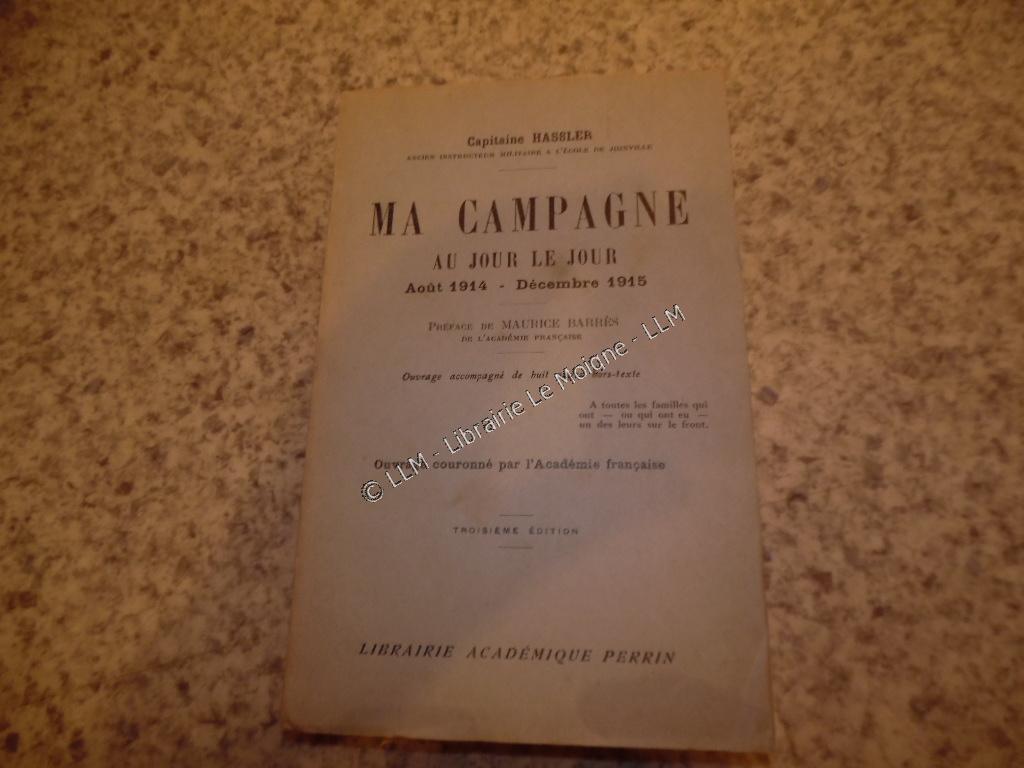 Capitaine HASSLER
ANCIEN INSTRUCTEUR MILITAIRE A L'ÉCOLE DE JOINVILLE
MA CAMPAGNE
AU JOUR LE JOUR
Août 1914 - Décembre 1915
PRÉFACE DE MAURICE BARRÈS
DE L'ACADÉMIE FRANÇAISE
Ouvrage accompagné de huit hors-texte
A toutes les familles qui
ont — ou qui ont eu —
un des leurs sur le front.
Ouvrage couronné par l'Académie française
TROISIÈME ÉDITION
LIBRAIRIE ACADÉMIQUE PERRIN
© LLM - Librairie Le Moigne - LLM